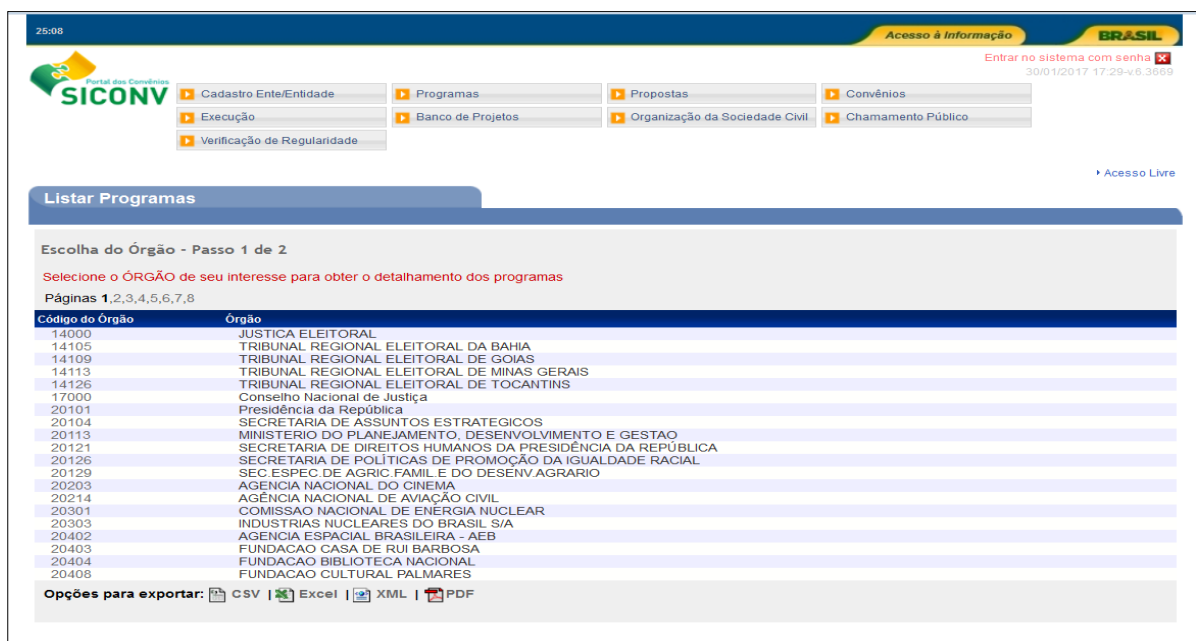 25:08
Acesso à Informação
BRASIL
Entrar no sistema com senha
30/01/2017 17:29-v.6.3669
Portal dos Convênios
SICONV
Cadastro Ente/Entidade
Programas
Propostas
Convênios
Execução
Banco de Projetos
Organização da Sociedade Civil
Chamamento Público
Verificação de Regularidade
Acesso Livre
Listar Programas
Escolha do Órgão - Passo 1 de 2
Selecione o ÓRGÃO de seu interesse para obter o detalhamento dos programas
Páginas 1,2,3,4,5,6,7,8
Código do Órgão Órgão
14000 JUSTICA ELEITORAL
14105 TRIBUNAL REGIONAL ELEITORAL DA BAHIA
14109 TRIBUNAL REGIONAL ELEITORAL DE GOIAS
14113 TRIBUNAL REGIONAL ELEITORAL DE MINAS GERAIS
14126 TRIBUNAL REGIONAL ELEITORAL DE TOCANTINS
17000 Conselho Nacional de Justiça
20101 Presidência da República
20104 SECRETARIA DE ASSUNTOS ESTRATEGICOS
20113 MINISTERIO DO PLANEJAMENTO, DESENVOLVIMENTO E GESTAO
20121 SECRETARIA DE DIREITOS HUMANOS DA PRESIDÊNCIA DA REPÚBLICA
20126 SECRETARIA DE POLÍTICAS DE PROMOÇÃO DA IGUALDADE RACIAL
20129 SEC.ESPEC.DE AGRIC.FAMIL.E DO DESENV.AGRARIO
20203 AGENCIA NACIONAL DO CINEMA
20214 AGÊNCIA NACIONAL DE AVIAÇÃO CIVIL
20301 COMISSAO NACIONAL DE ENERGIA NUCLEAR
20303 INDUSTRIAS NUCLEARES DO BRASIL S/A
20402 AGENCIA ESPACIAL BRASILEIRA - AEB
20403 FUNDACAO CASA DE RUI BARBOSA
20404 FUNDACAO BIBLIOTECA NACIONAL
20408 FUNDACAO CULTURAL PALMARES
Opções para exportar: CSV | Excel | XML | PDF